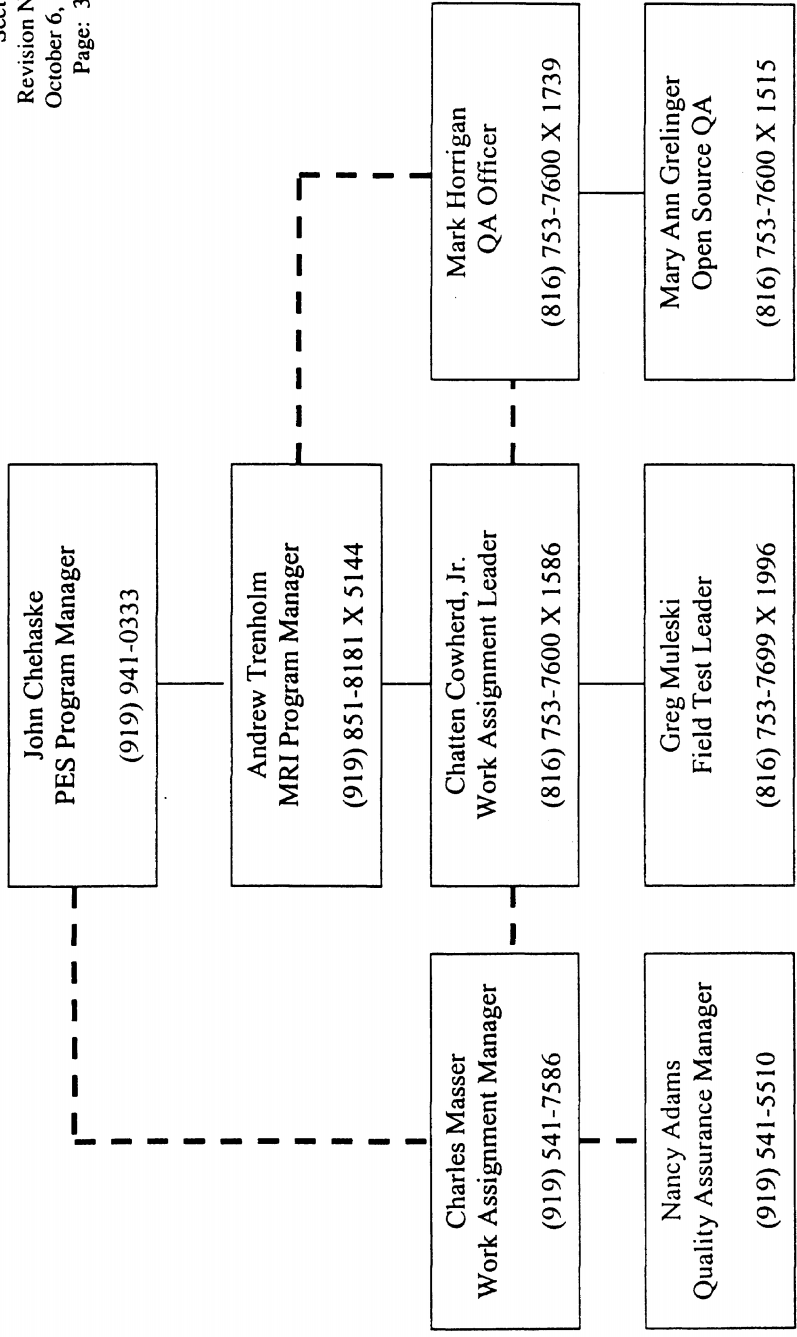 Sect
Revision N
October 6,
Page: 3
John Chehaske
PES Program Manager
(919) 941-0333
Andrew Trenholm
MRI Program Manager
(919) 851-8181 X 5144
Charles Masser
Work Assignment Manager
(919) 541-7586
Chatten Cowherd, Jr.
Work Assignment Leader
(816) 753-7600 X 1586
Mark Horrigan
QA Officer
(816) 753-7600 X 1739
Nancy Adams
Quality Assurance Manager
(919) 541-5510
Greg Muleski
Field Test Leader
(816) 753-7699 X 1996
Mary Ann Grelinger
Open Source QA
(816) 753-7600 X 1515